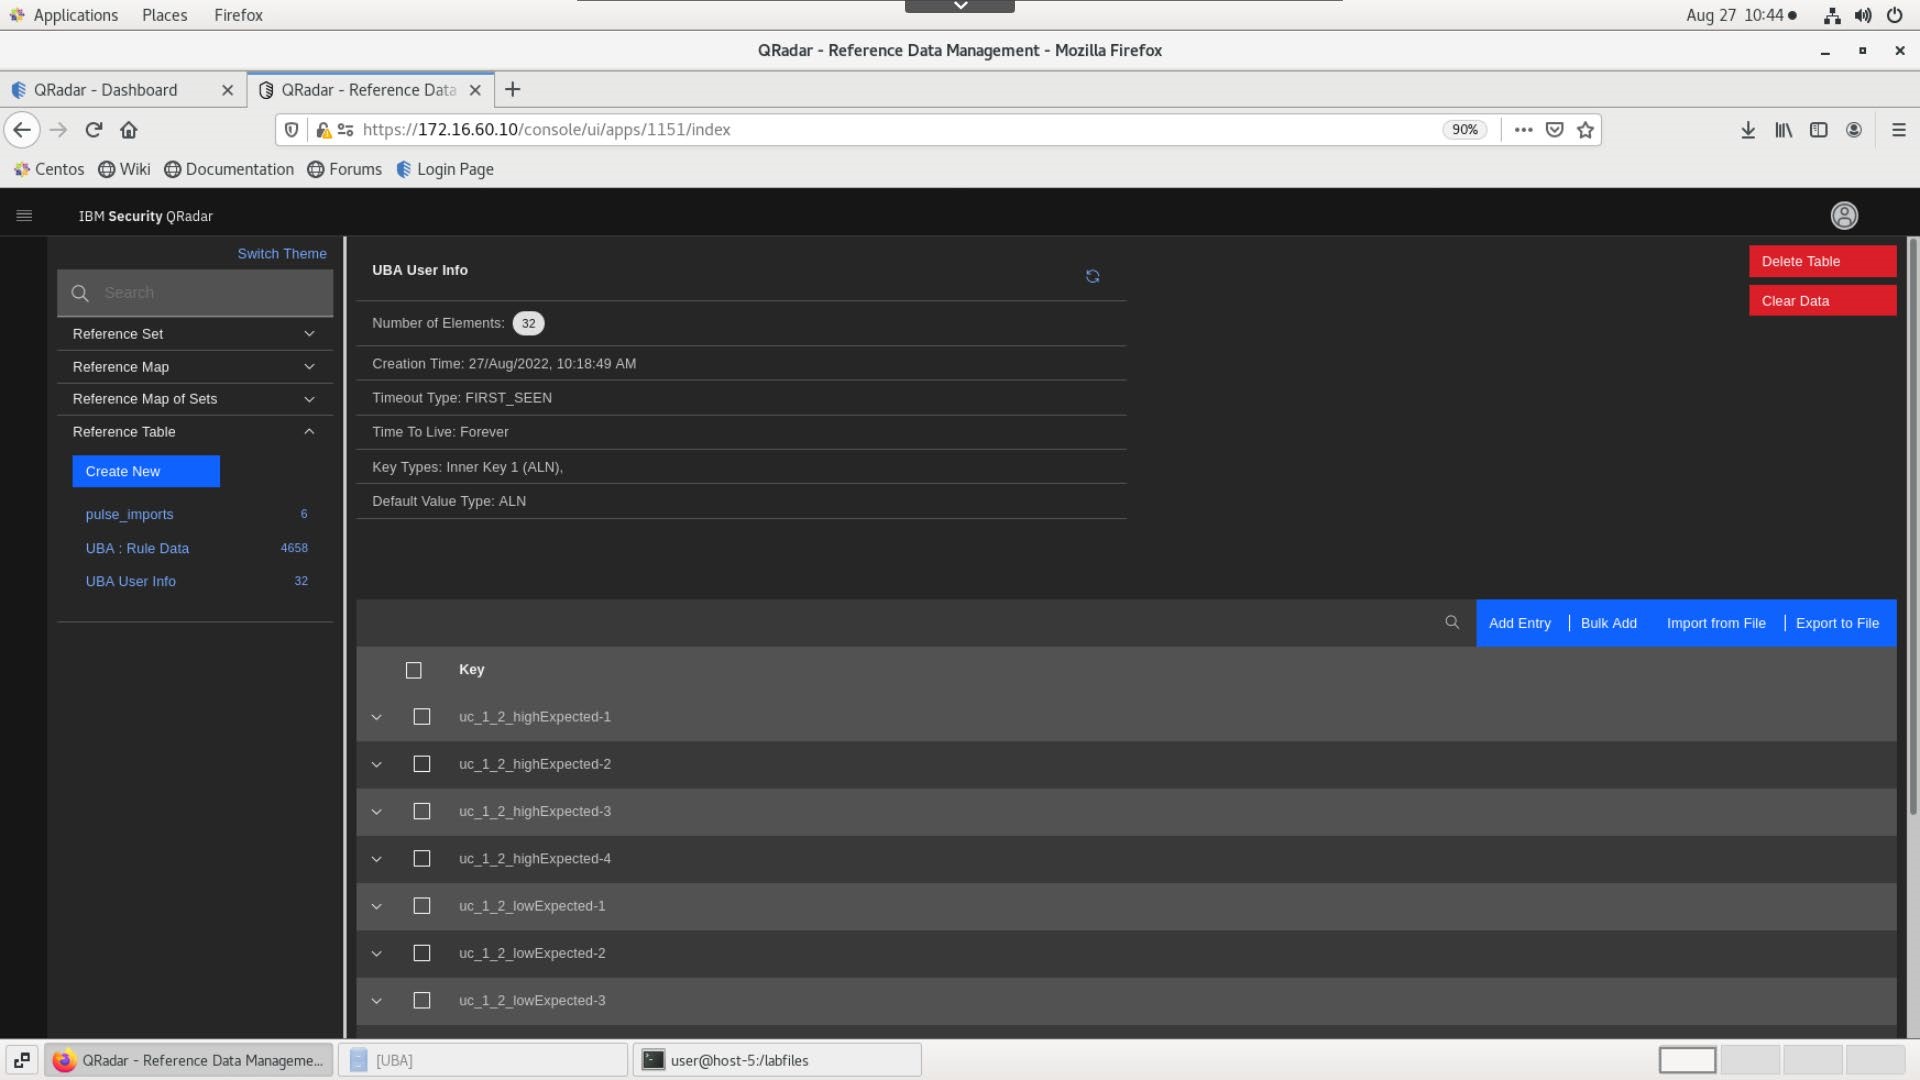 Applications Places Firefox Aug 27 10:44
QRadar - Reference Data Management - Mozilla Firefox
QRadar - Dashboard QRadar - Reference Data
https://172.16.60.10/console/ui/apps/1151/index 90%
Centos Wiki Documentation Forums Login Page
IBM Security QRadar
Switch Theme
Search
Reference Set
Reference Map
Reference Map of Sets
Reference Table
Create New
pulse_imports 6
UBA : Rule Data 4658
UBA User Info 32
UBA User Info
Number of Elements: 32
Creation Time: 27/Aug/2022, 10:18:49 AM
Timeout Type: FIRST_SEEN
Time To Live: Forever
Key Types: Inner Key 1 (ALN),
Default Value Type: ALN
Delete Table
Clear Data
Add Entry | Bulk Add Import from File | Export to File
Key
uc_1_2_highExpected-1
uc_1_2_highExpected-2
uc_1_2_highExpected-3
uc_1_2_highExpected-4
uc_1_2_lowExpected-1
uc_1_2_lowExpected-2
uc_1_2_lowExpected-3
QRadar - Reference Data Manageme... [UBA] user@host-5:/labfiles